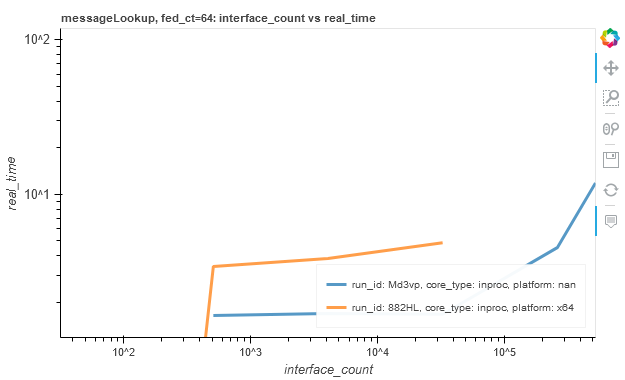 messageLookup, fed_ct=64: interface_count vs real_time
10^2
10^1
real_time
run_id: Md3vp, core_type: inproc, platform: nan
run_id: 882HL, core_type: inproc, platform: x64
10^2
10^3
10^4
10^5
interface_count